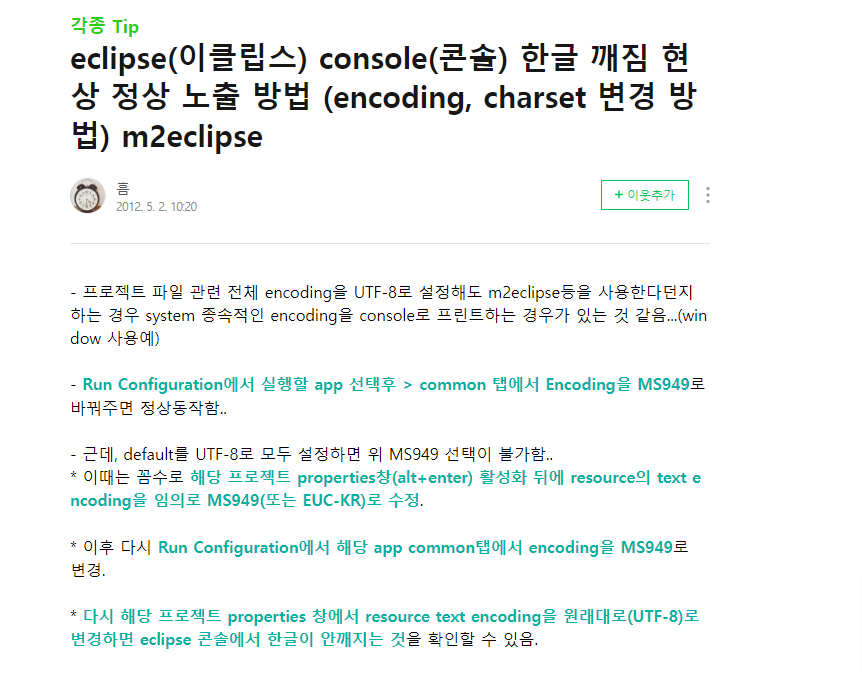 각종 Tip
eclipse(이클립스) console(콘솔) 한글 깨짐 현
상 정상 노출 방법 (encoding, charset 변경 방
법) m2eclipse
흠
2012. 5. 2. 10:20
+ 이웃추가
- 프로젝트 파일 관련 전체 encoding을 UTF-8로 설정해도 m2eclipse등을 사용한다던지
하는 경우 system 종속적인 encoding을 console로 프린트하는 경우가 있는 것 같음...(win
dow 사용예)
- Run Configuration에서 실행할 app 선택후 > common 탭에서 Encoding을 MS949로
바꿔주면 정상동작함..
- 근데, default를 UTF-8로 모두 설정하면 위 MS949 선택이 불가함..
* 이때는 꼼수로 해당 프로젝트 properties창(alt+enter) 활성화 뒤에 resource의 text e
ncoding을 임의로 MS949(또는 EUC-KR)로 수정.
* 이후 다시 Run Configuration에서 해당 app common탭에서 encoding을 MS949로
변경.
* 다시 해당 프로젝트 properties 창에서 resource text encoding을 원래대로(UTF-8)로
변경하면 eclipse 콘솔에서 한글이 안깨지는 것을 확인할 수 있음.